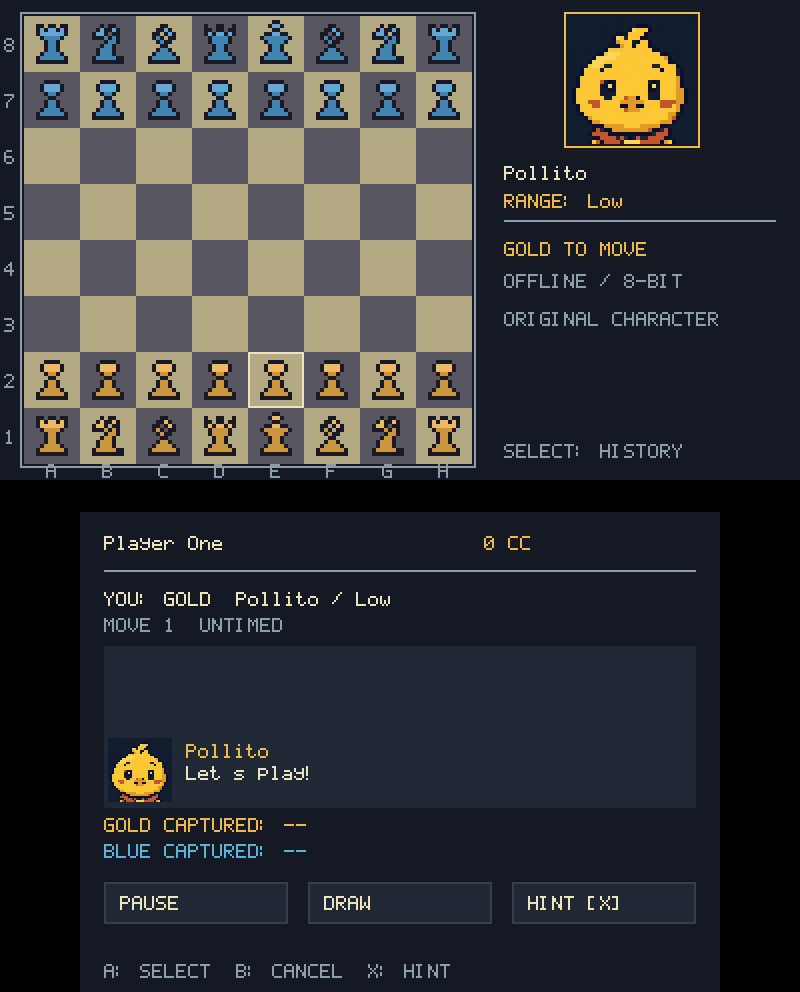 8
7
6
5
4
3
2
1
A B C D E F G H
Pollito
RANGE: Low
GOLD TO MOVE
OFFLINE / 8-BIT
ORIGINAL CHARACTER
SELECT: HISTORY
Player One 0 CC
YOU: GOLD Pollito / Low
MOVE 1 UNTIMED
Pollito
Let s play!
GOLD CAPTURED: --
BLUE CAPTURED: --
PAUSE DRAW HINT [X]
A: SELECT B: CANCEL X: HINT